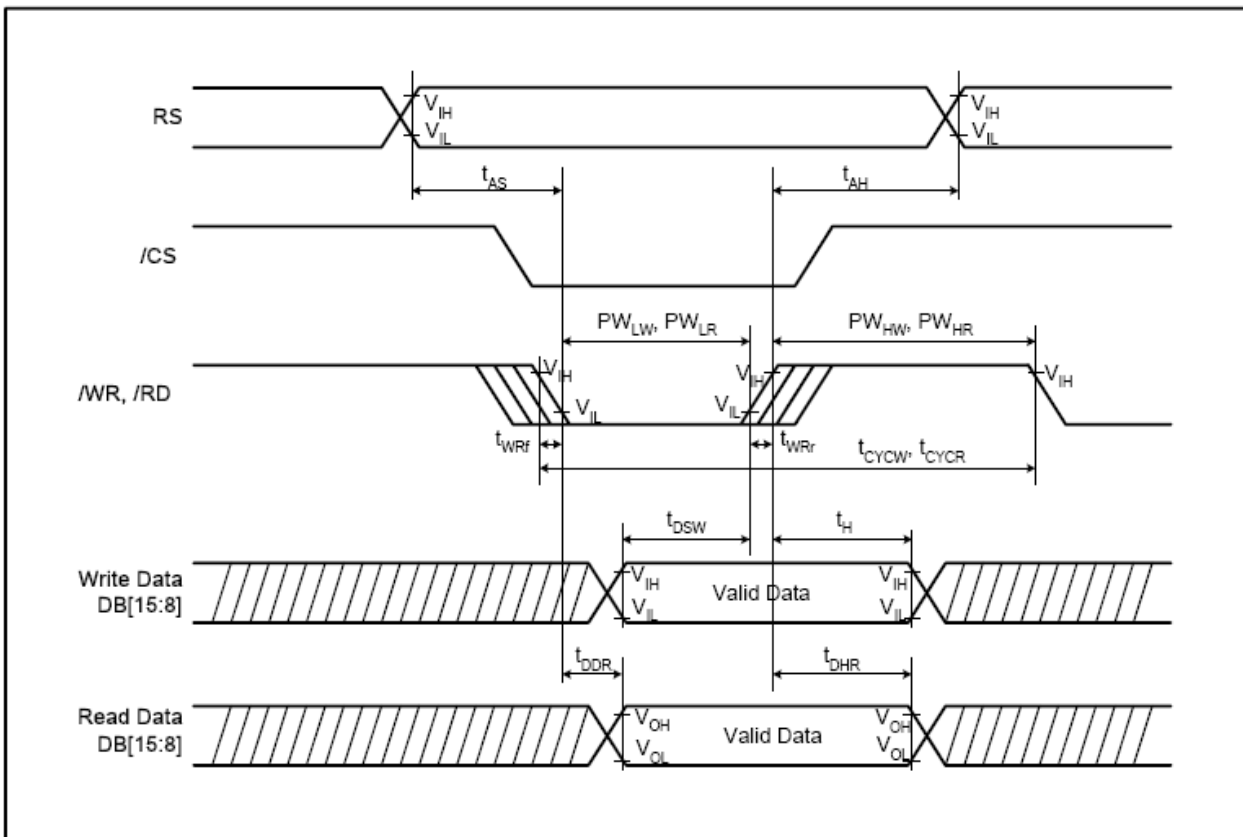 RS
V_IH
V_IL
V_IH
V_IL
t_AS
t_AH
/CS
PW_LW, PW_LR
PW_HW, PW_HR
/WR, /RD
V_IH
V_IL
V_IH
V_IL
V_IH
t_WRf
t_WRr
t_CYCW, t_CYCR
t_DSW
t_H
Write Data
DB[15:8]
V_IH
V_IL
Valid Data
V_IH
V_IL
t_DDR
t_DHR
Read Data
DB[15:8]
V_OH
V_OL
Valid Data
V_OH
V_OL